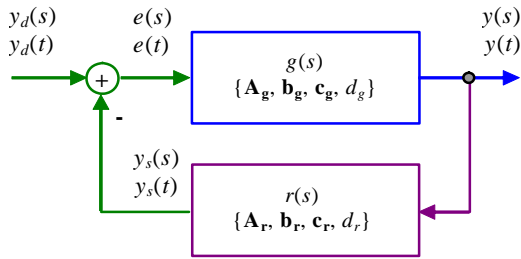 y_d(s)
y_d(t)
e(s)
e(t)
g(s)
{A_g, b_g, c_g, d_g}
y(s)
y(t)
+
-
y_s(s)
y_s(t)
r(s)
{A_r, b_r, c_r, d_r}